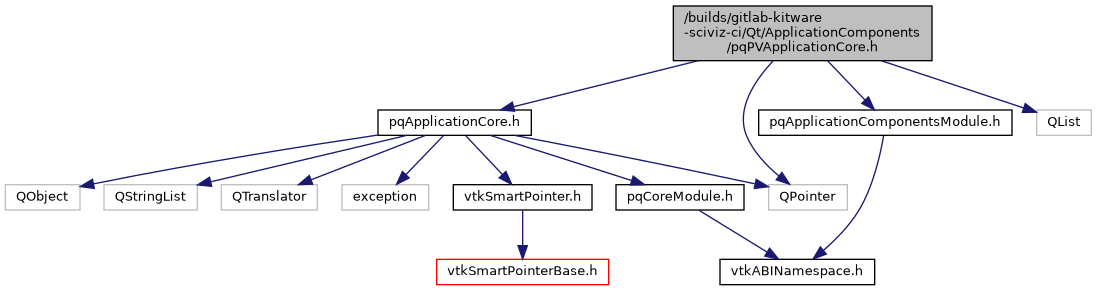 /builds/gitlab-kitware
-sciviz-ci/Qt/ApplicationComponents
/pqPVApplicationCore.h
pqApplicationCore.h
pqApplicationComponentsModule.h
QList
QObject
QStringList
QTranslator
exception
vtkSmartPointer.h
pqCoreModule.h
QPointer
vtkSmartPointerBase.h
vtkABINamespace.h